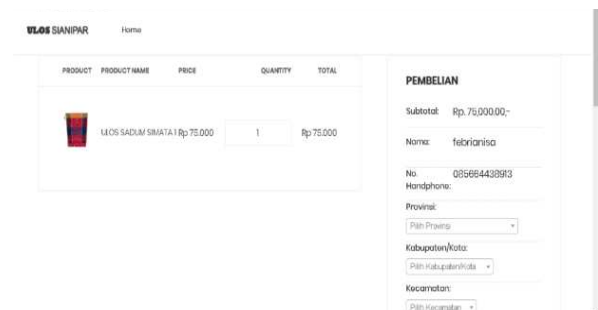 ULOS SIANIPAR Home
PRODUCT PRODUCT NAME PRICE QUANTITY TOTAL
ULOS SADUM SIMATA 1 Rp 75.000 1 Rp 75.000
PEMBELIAN
Subtotal: Rp. 75,000.00,-
Nama: febrianisa
No. Handphone: 085664438913
Provinsi:
Pilih Provinsi
Kabupaten/Kota:
Pilih Kabupaten/Kota
Kecamatan:
Pilih Kecamatan